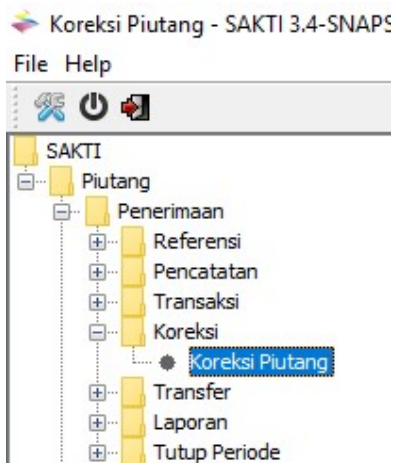 Koreksi Piutang - SAKTI 3.4-SNAPS
File Help
SAKTI
Piutang
Penerimaan
Referensi
Pencatatan
Transaksi
Koreksi
Koreksi Piutang
Transfer
Laporan
Tutup Periode